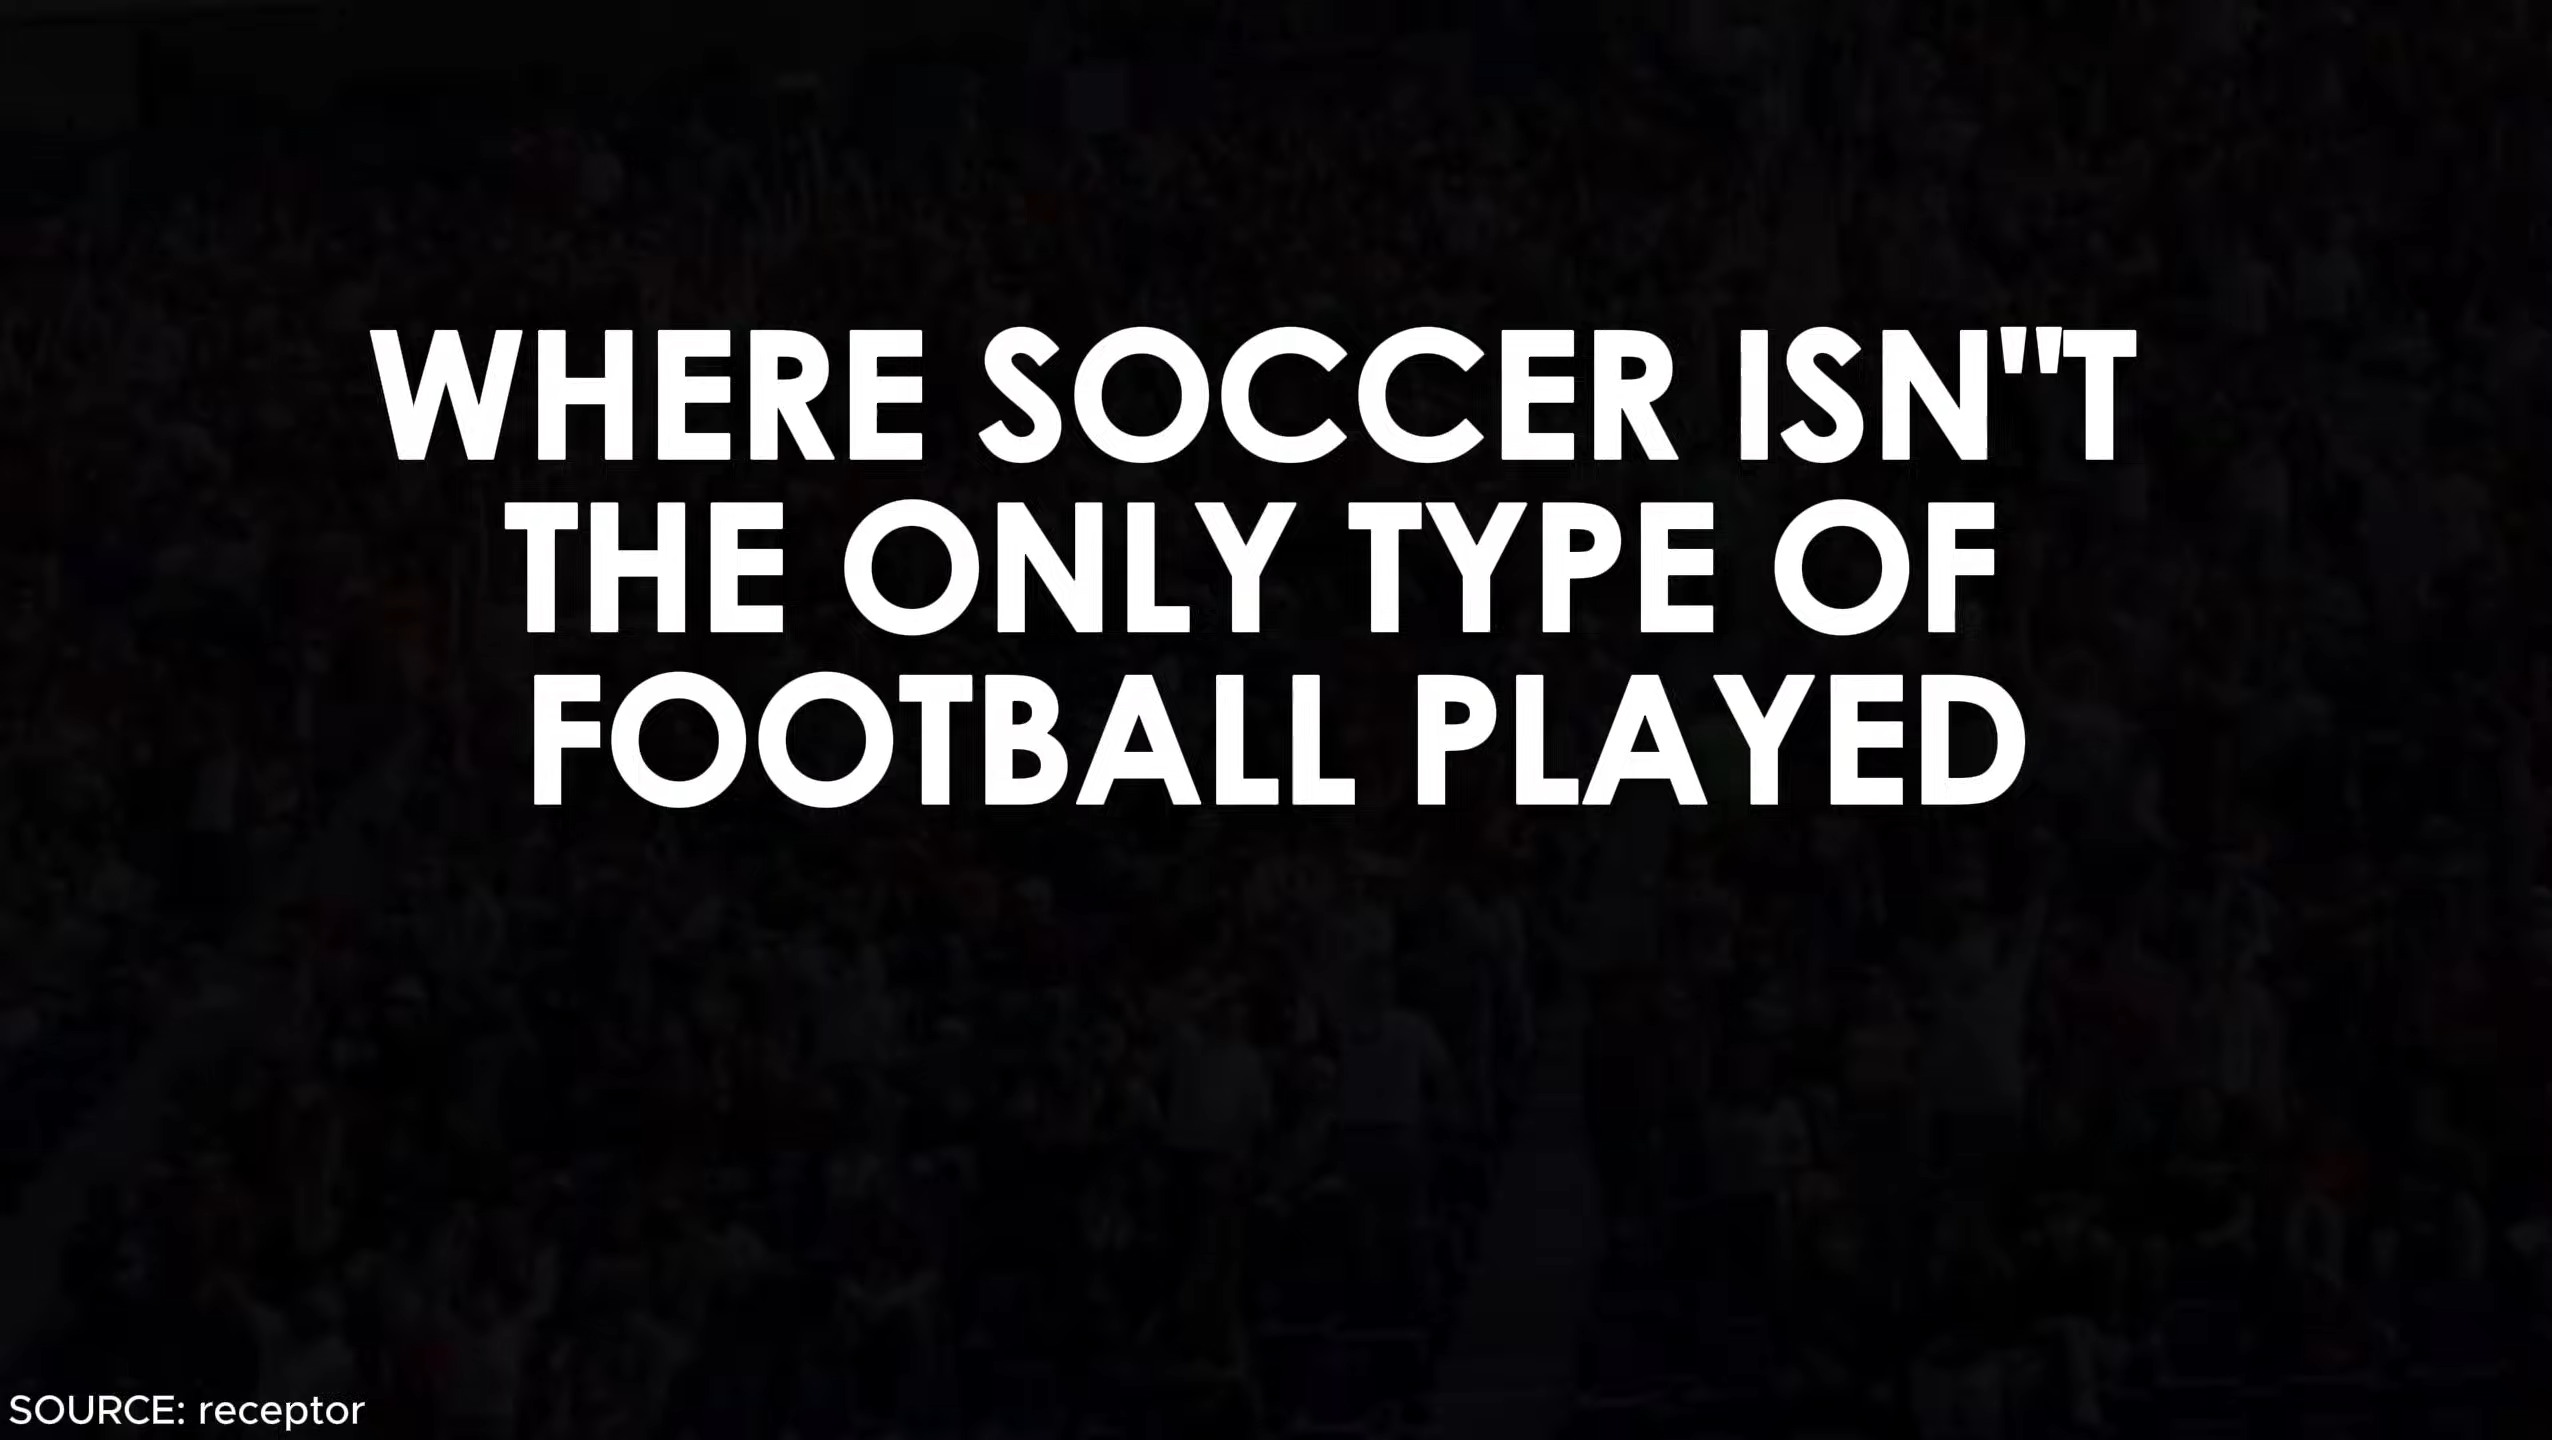 WHERE SOCCER ISN"T
THE ONLY TYPE OF
FOOTBALL PLAYED
SOURCE: receptor